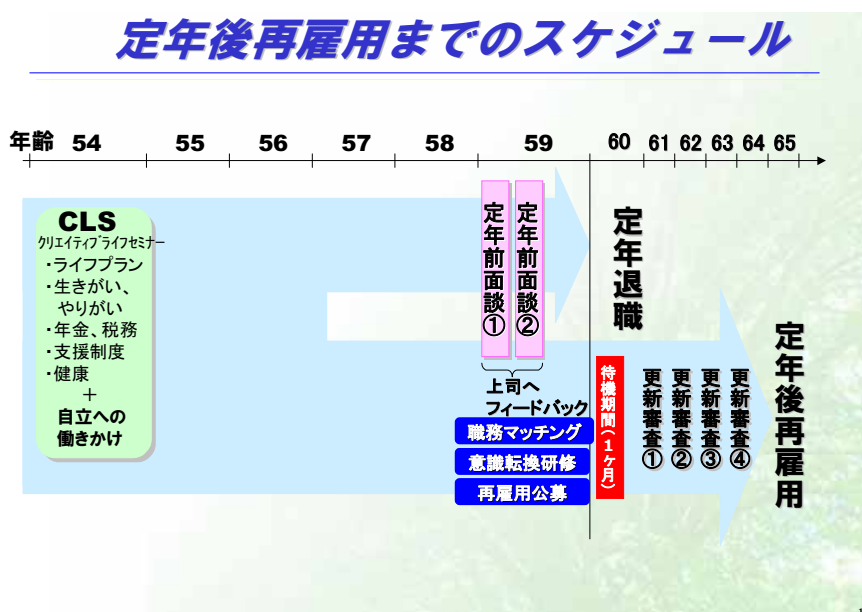 定年後再雇用までのスケジュール
年齢 54 55 56 57 58 59 60 61 62 63 64 65
CLS
クリエイティブライフセミナー
・ライフプラン
・生きがい、
やりがい
・年金、税務
・支援制度
・健康
＋
自立への
働きかけ
定年前面談①
定年前面談②
上司へ
フィードバック
職務マッチング
意識転換研修
再雇用公募
定年退職
待機期間(1ヶ月)
更新審査①
更新審査②
更新審査③
更新審査④
定年後再雇用